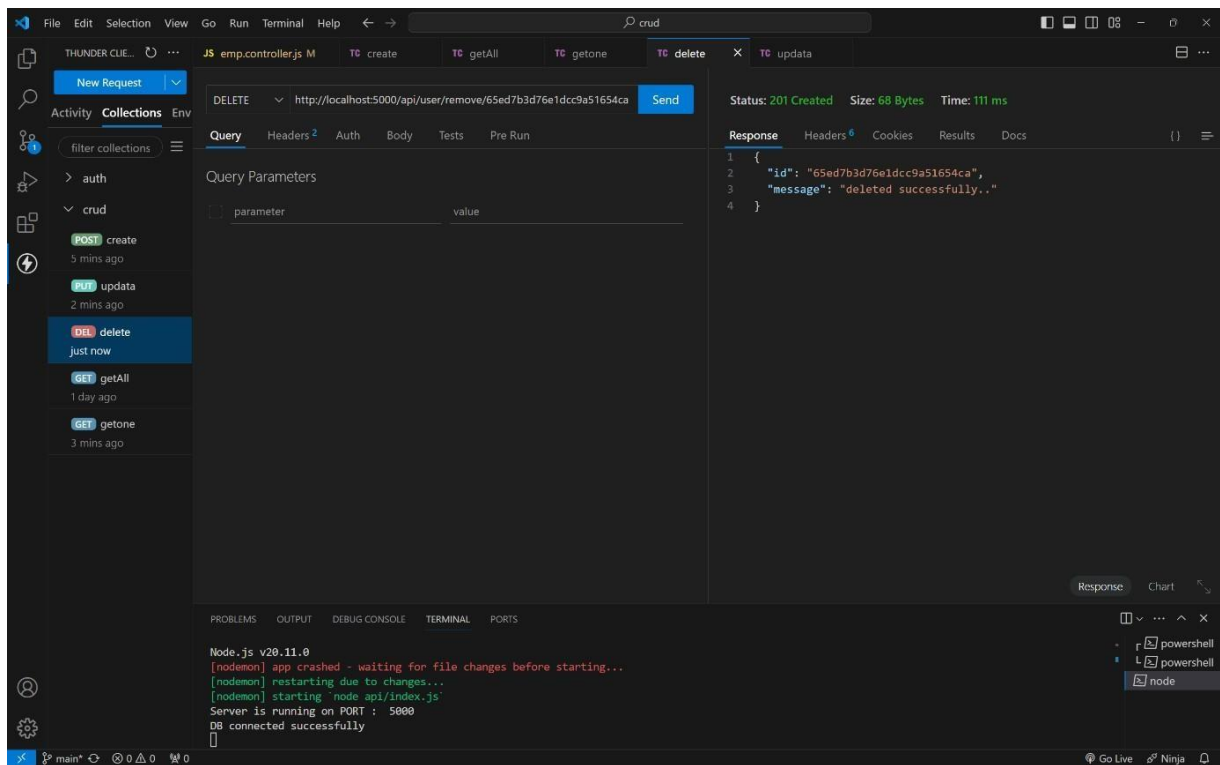 File Edit Selection View Go Run Terminal Help ← → crud
THUNDER CLIE... ...
JS emp.controller.js M TC create TC getAll TC getone TC delete × TC updata ...
New Request
Activity Collections Env
filter collections
auth
crud
POST create
5 mins ago
PUT updata
2 mins ago
DEL delete
just now
GET getAll
1 day ago
GET getone
3 mins ago
DELETE http://localhost:5000/api/user/remove/65ed7b3d76e1dcc9a51654ca Send
Query Headers 2 Auth Body Tests Pre Run
Query Parameters
parameter value
Status: 201 Created Size: 68 Bytes Time: 111 ms
Response Headers 6 Cookies Results Docs {}
1 {
2 "id": "65ed7b3d76e1dcc9a51654ca",
3 "message": "deleted successfully.."
4 }
Response Chart
PROBLEMS OUTPUT DEBUG CONSOLE TERMINAL PORTS ...
Node.js v20.11.0
[nodemon] app crashed - waiting for file changes before starting...
[nodemon] restarting due to changes...
[nodemon] starting `node api/index.js`
Server is running on PORT : 5000
DB connected successfully
powershell
powershell
node
1
main* 0 0 0 Go Live Ninja